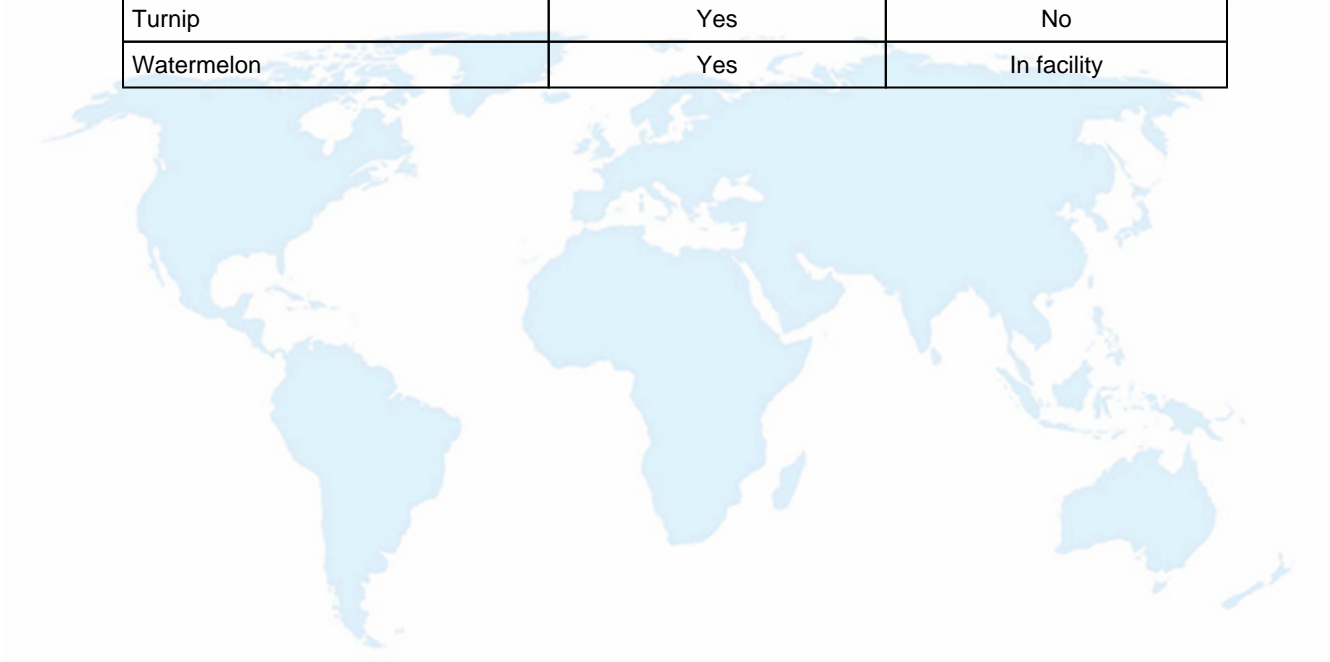 Turnip Yes No
Watermelon Yes In facility